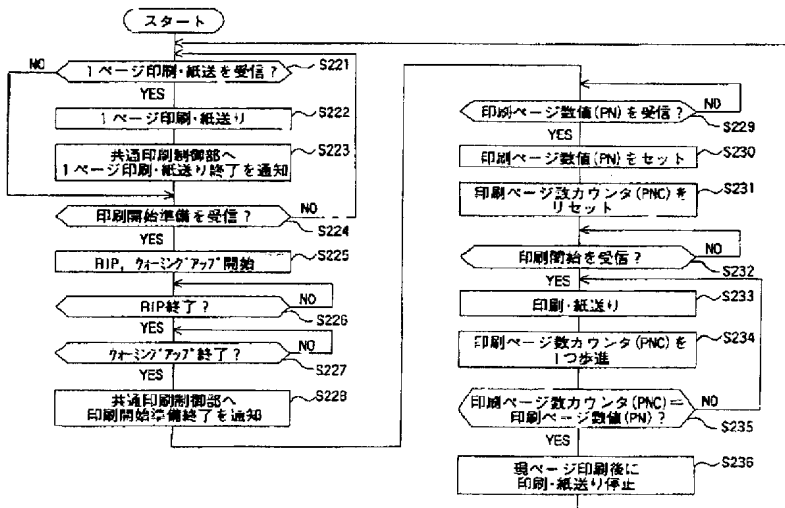 スタート
1ページ印刷・紙送を受信?
S221
NO
YES
1ページ印刷・紙送り
S222
共通印刷制御部へ
1ページ印刷・紙送り終了を通知
S223
印刷開始準備を受信?
NO
S224
YES
RIP, ウォーミングアップ開始
S225
RIP終了?
NO
S226
YES
ウォーミングアップ終了?
NO
S227
YES
共通印刷制御部へ
印刷開始準備終了を通知
S228
印刷ページ数値(PN)を受信?
NO
S229
YES
印刷ページ数値(PN)をセット
S230
印刷ページ数カウンタ(PNC)を
リセット
S231
印刷開始を受信?
NO
S232
YES
印刷・紙送り
S233
印刷ページ数カウンタ(PNC)を
1つ歩進
S234
印刷ページ数カウンタ(PNC)=
印刷ページ数値(PN)?
NO
S235
YES
現ページ印刷後に
印刷・紙送り停止
S236